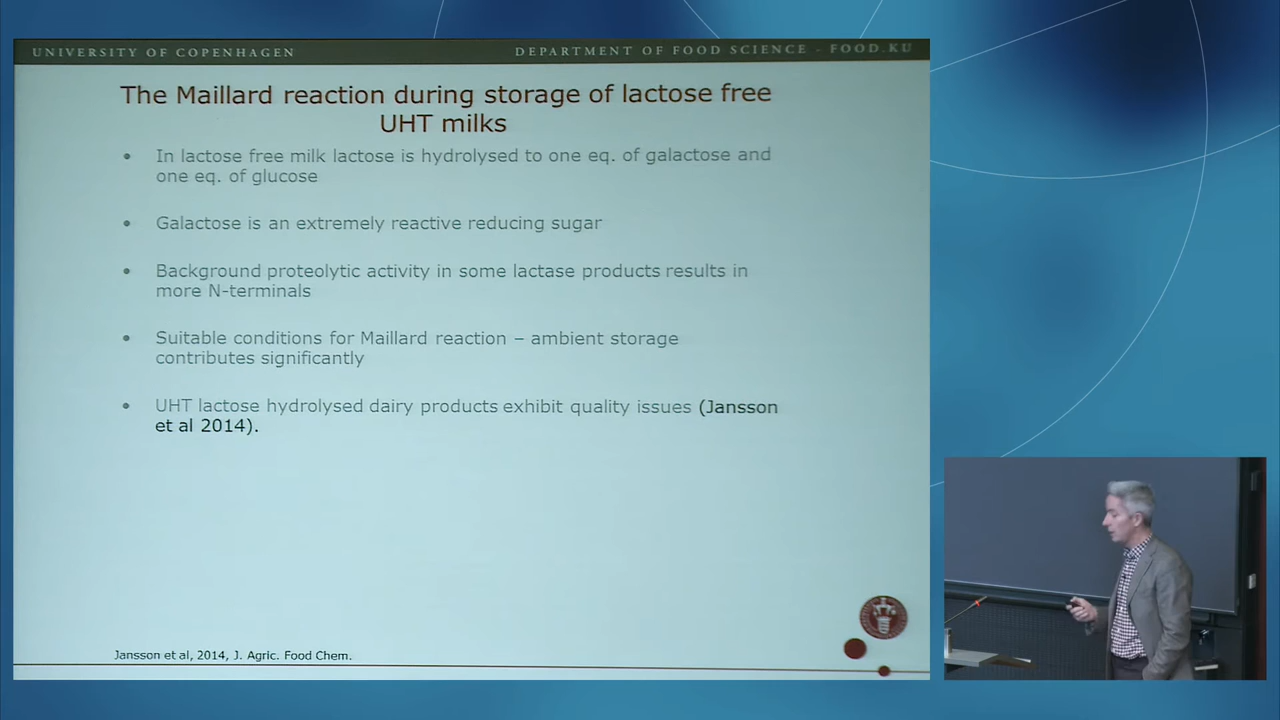 UNIVERSITY OF COPENHAGEN
DEPARTMENT OF FOOD SCIENCE - FOOD.KU
The Maillard reaction during storage of lactose free
UHT milks
• In lactose free milk lactose is hydrolysed to one eq. of galactose and
one eq. of glucose
• Galactose is an extremely reactive reducing sugar
• Background proteolytic activity in some lactase products results in
more N-terminals
• Suitable conditions for Maillard reaction – ambient storage
contributes significantly
• UHT lactose hydrolysed dairy products exhibit quality issues (Jansson
et al 2014).
Jansson et al, 2014, J. Agric. Food Chem.